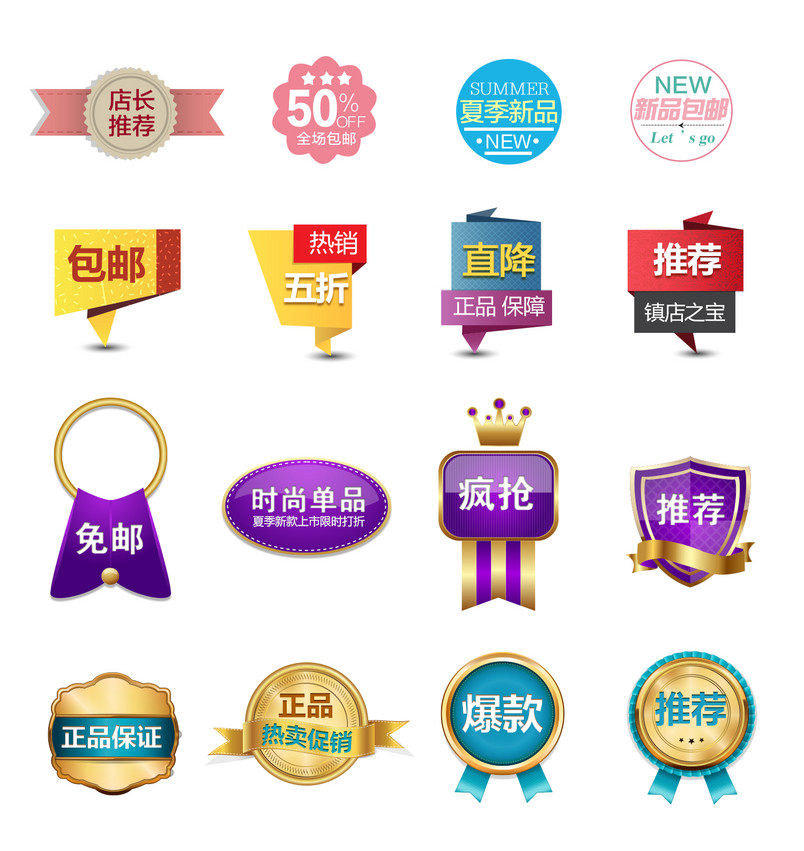 店长
推荐
50%
OFF
全场包邮
SUMMER
夏季新品
•NEW•
NEW
新品包邮
Let's go
包邮
热销
五折
直降
正品 保障
推荐
镇店之宝
免邮
时尚单品
夏季新款上市限时打折
疯抢
推荐
正品保证
正品
热卖促销
爆款
推荐